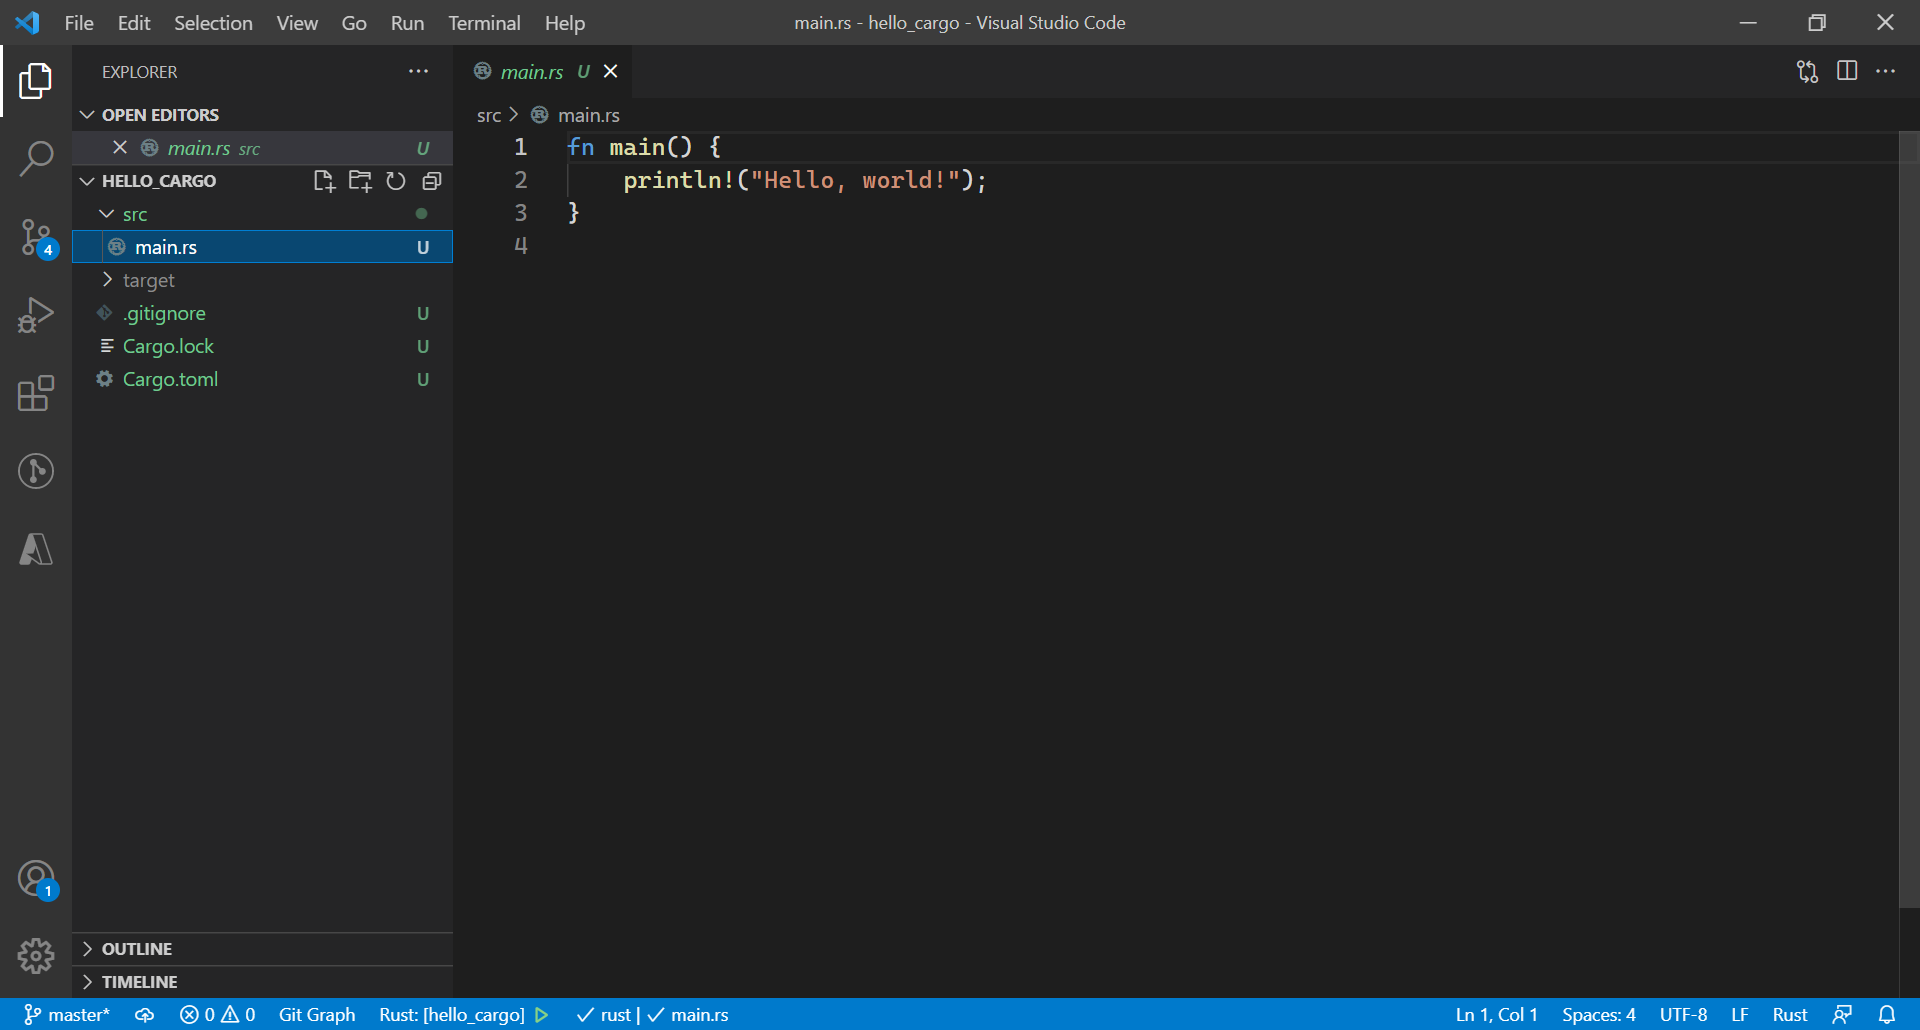 File Edit Selection View Go Run Terminal Help
main.rs - hello_cargo - Visual Studio Code
EXPLORER
OPEN EDITORS
main.rs src U
HELLO_CARGO
src
main.rs U
target
.gitignore U
Cargo.lock U
Cargo.toml U
OUTLINE
TIMELINE
main.rs U
src > main.rs
1 fn main() {
2 println!("Hello, world!");
3 }
4
4
1
master* 0 0 Git Graph Rust: [hello_cargo] rust | main.rs Ln 1, Col 1 Spaces: 4 UTF-8 LF Rust